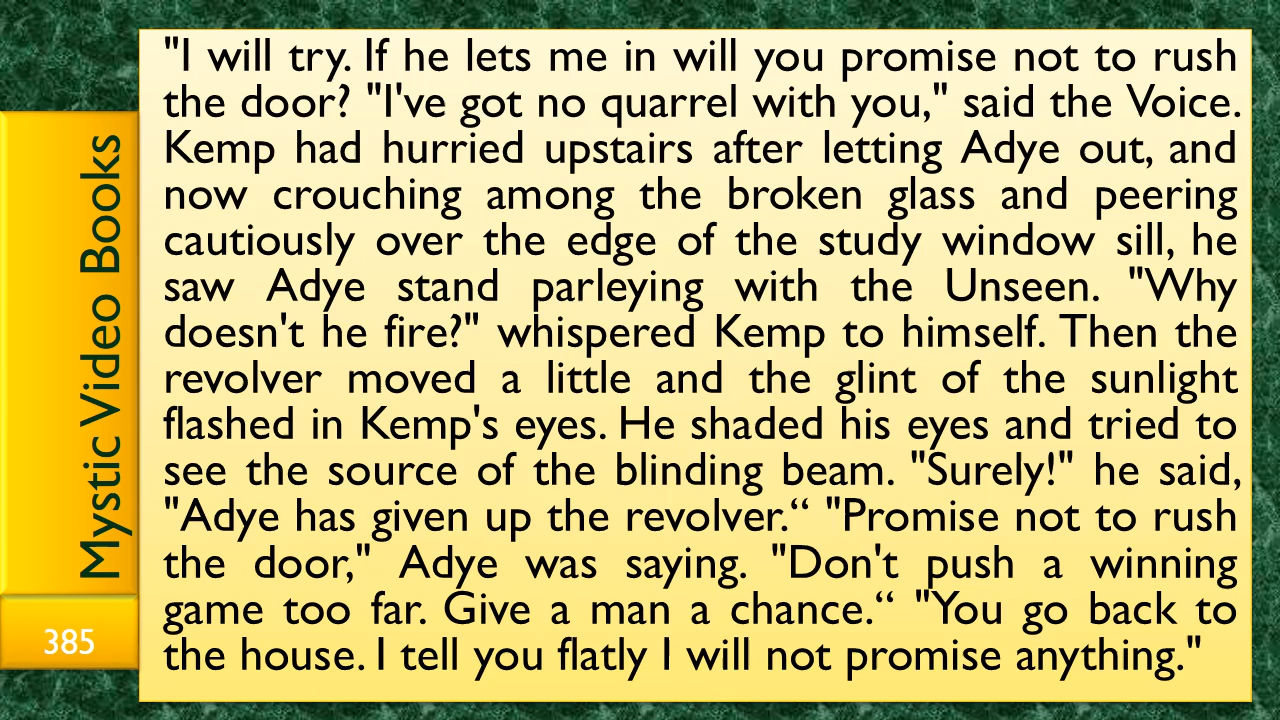 "I will try. If he lets me in will you promise not to rush
the door? "I've got no quarrel with you," said the Voice.
Kemp had hurried upstairs after letting Adye out, and
now crouching among the broken glass and peering
cautiously over the edge of the study window sill, he
saw Adye stand parleying with the Unseen. "Why
doesn't he fire?" whispered Kemp to himself. Then the
revolver moved a little and the glint of the sunlight
flashed in Kemp's eyes. He shaded his eyes and tried to
see the source of the blinding beam. "Surely!" he said,
"Adye has given up the revolver.“ "Promise not to rush
the door," Adye was saying. "Don't push a winning
game too far. Give a man a chance.“ "You go back to
the house. I tell you flatly I will not promise anything."
Mystic Video Books
385